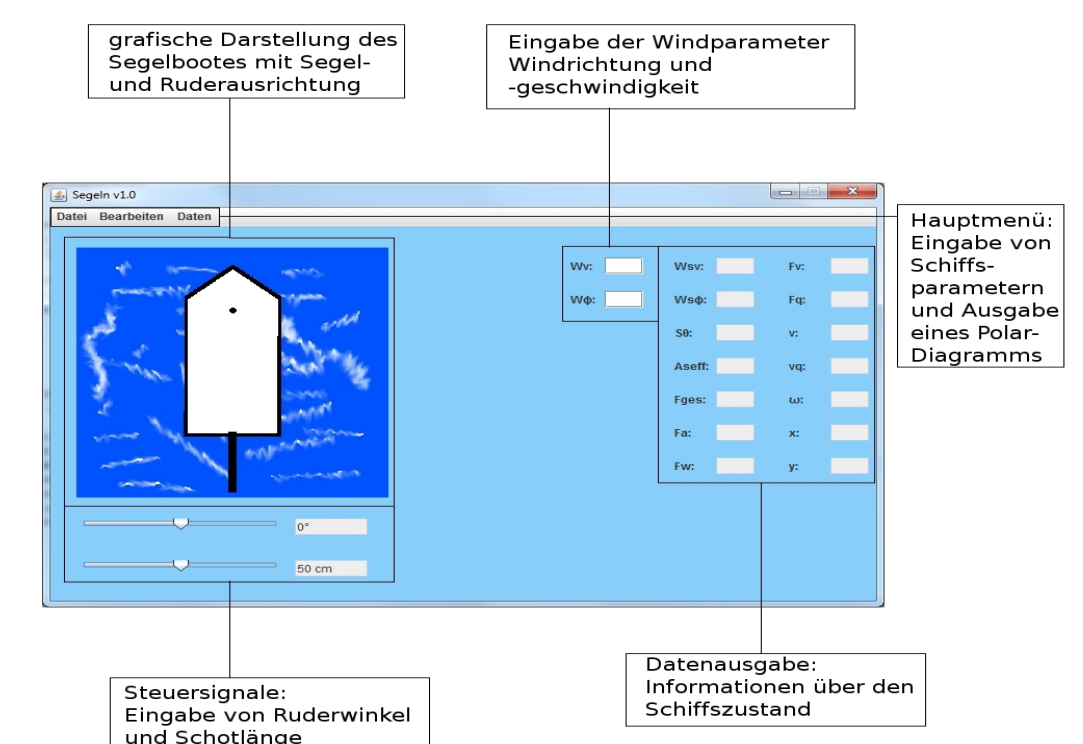 grafische Darstellung des
Segelbootes mit Segel-
und Ruderausrichtung
Eingabe der Windparameter
Windrichtung und
-geschwindigkeit
Segeln v1.0
Datei Bearbeiten Daten
Hauptmenü:
Eingabe von
Schiffs-
parametern
und Ausgabe
eines Polar-
Diagramms
Wv:
Wϕ:
Wsv:
Wsϕ:
Sθ:
Aseff:
Fges:
Fa:
Fw:
Fv:
Fq:
v:
vq:
ω:
x:
y:
0°
50 cm
Steuersignale:
Eingabe von Ruderwinkel
und Schotlänge
Datenausgabe:
Informationen über den
Schiffszustand